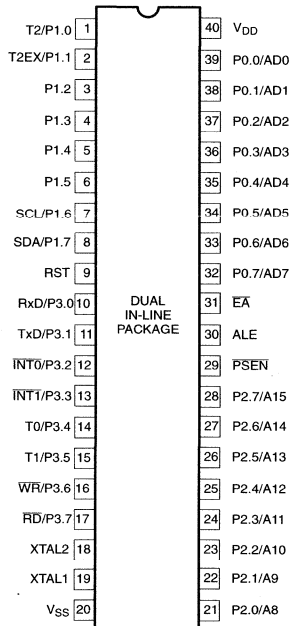 T2/P1.0 1 40 VDD
T2EX/P1.1 2 39 P0.0/AD0
P1.2 3 38 P0.1/AD1
P1.3 4 37 P0.2/AD2
P1.4 5 36 P0.3/AD3
P1.5 6 35 P0.4/AD4
SCL/P1.6 7 34 P0.5/AD5
SDA/P1.7 8 33 P0.6/AD6
RST 9 32 P0.7/AD7
RxD/P3.0 10 31 E̅A̅
TxD/P3.1 11 30 ALE
DUAL
IN-LINE
PACKAGE
I̅N̅T̅0̅/P3.2 12 29 P̅S̅E̅N̅
I̅N̅T̅1̅/P3.3 13 28 P2.7/A15
T0/P3.4 14 27 P2.6/A14
T1/P3.5 15 26 P2.5/A13
W̅R̅/P3.6 16 25 P2.4/A12
R̅D̅/P3.7 17 24 P2.3/A11
XTAL2 18 23 P2.2/A10
XTAL1 19 22 P2.1/A9
VSS 20 21 P2.0/A8